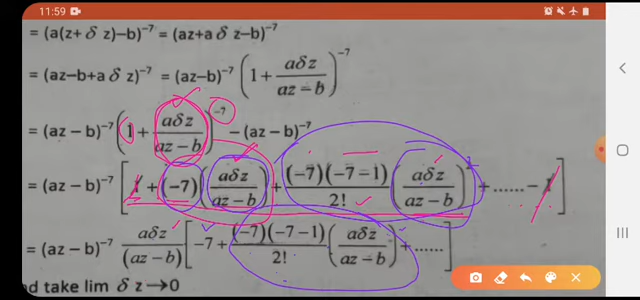 11:59
= (a(z+ δ z)–b)⁻⁷ = (az+a δ z–b)⁻⁷
= (az–b+a δ z)⁻⁷ = (az–b)⁻⁷ (1 + aδz / az – b)⁻⁷
= (az – b)⁻⁷ (1 + aδz / az – b)⁻⁷ – (az – b)⁻⁷
= (az – b)⁻⁷ [1 + (–7) (aδz / az – b) + (–7)(–7–1) / 2! (aδz / az – b)² + ...... – 1]
= (az – b)⁻⁷ aδz / (az – b) [–7 + (–7)(–7–1) / 2! (aδz / az – b) + ......]
take lim δ z→0